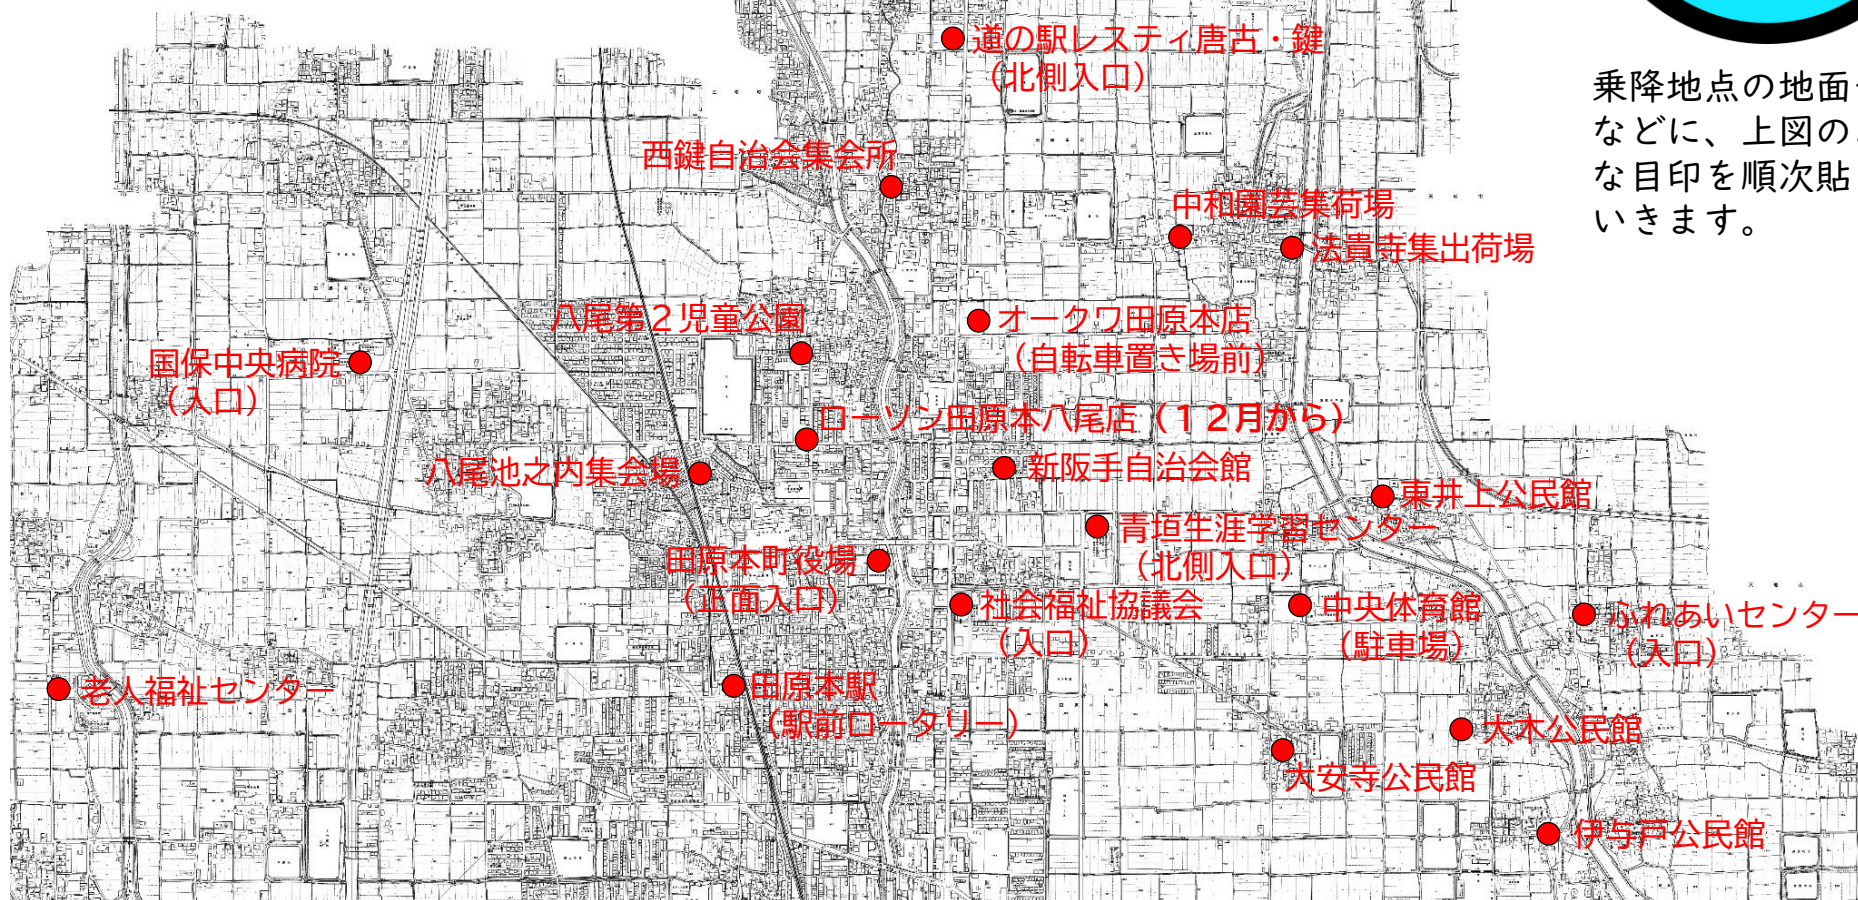 道の駅レスティ唐古・鍵
（北側入口）
乗降地点の地面
などに、上図の
な目印を順次貼
いきます。
西鍵自治会集会所
中和園芸集荷場
法貴寺集出荷場
八尾第２児童公園
オークワ田原本店
（自転車置き場前）
国保中央病院
（入口）
ローソン田原本八尾店（１２月から）
八尾池之内集会場
新阪手自治会館
東井上公民館
青垣生涯学習センター
（北側入口）
田原本町役場
（正面入口）
社会福祉協議会
（入口）
中央体育館
（駐車場）
ふれあいセンター
（入口）
老人福祉センター
田原本駅
（駅前ロータリー）
大木公民館
大安寺公民館
伊与戸公民館